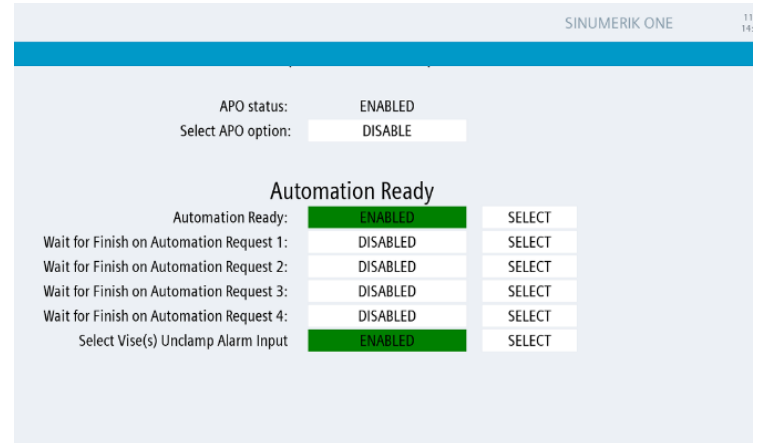 SINUMERIK ONE
APO status: ENABLED
Select APO option: DISABLE
Automation Ready
Automation Ready: ENABLED SELECT
Wait for Finish on Automation Request 1: DISABLED SELECT
Wait for Finish on Automation Request 2: DISABLED SELECT
Wait for Finish on Automation Request 3: DISABLED SELECT
Wait for Finish on Automation Request 4: DISABLED SELECT
Select Vise(s) Unclamp Alarm Input ENABLED SELECT